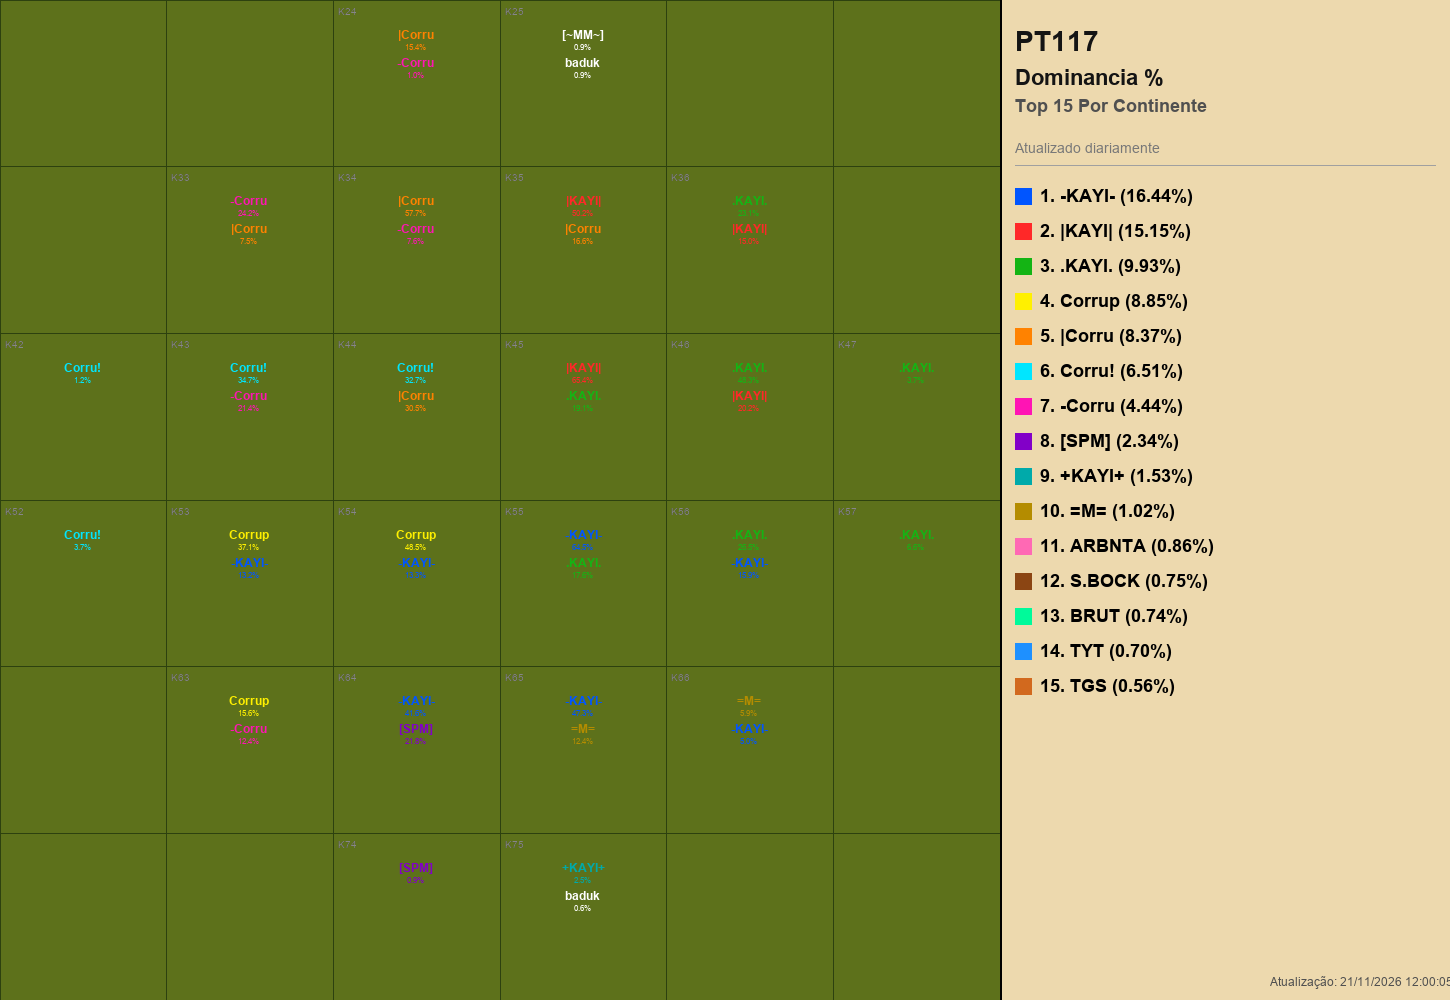 K24
|Corru
15.4%
-Corru
K25
[~MM~]
0.9%
baduk
0.9%
K33
-Corru
|Corru
7.5%
K34
|Corru
57.7%
-Corru
K35
|KAYI|
|Corru
16.6%
K36
.KAYI.
|KAYI|
K42
Corru!
1.2%
K43
Corru!
34.7%
-Corru
K44
Corru!
32.7%
|Corru
30.5%
K45
|KAYI|
.KAYI.
K46
.KAYI.
|KAYI|
K47
.KAYI.
K52
Corru!
3.7%
K53
Corrup
37.1%
-KAYI-
K54
Corrup
48.5%
-KAYI-
K55
-KAYI-
.KAYI.
K56
.KAYI.
-KAYI-
K57
.KAYI.
K63
Corrup
15.6%
-Corru
K64
-KAYI-
[SPM]
K65
-KAYI-
=M=
12.4%
K66
=M=
5.9%
-KAYI-
K74
[SPM]
K75
+KAYI+
baduk
0.6%
PT117
Dominancia %
Top 15 Por Continente
Atualizado diariamente
1. -KAYI- (16.44%)
2. |KAYI| (15.15%)
3. .KAYI. (9.93%)
4. Corrup (8.85%)
5. |Corru (8.37%)
6. Corru! (6.51%)
7. -Corru (4.44%)
8. [SPM] (2.34%)
9. +KAYI+ (1.53%)
10. =M= (1.02%)
11. ARBNTA (0.86%)
12. S.BOCK (0.75%)
13. BRUT (0.74%)
14. TYT (0.70%)
15. TGS (0.56%)
Atualização: 21/11/2026 12:00:05